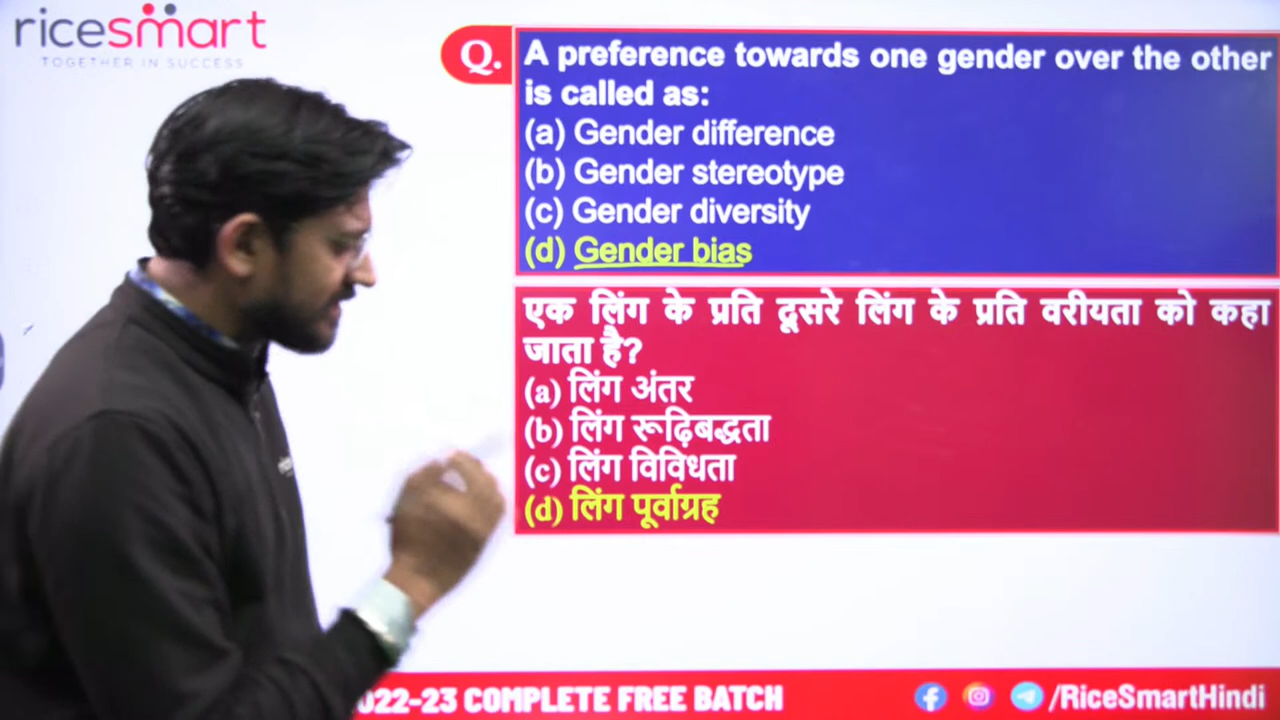 ricesmart
TOGETHER IN SUCCESS
Q. A preference towards one gender over the other
is called as:
(a) Gender difference
(b) Gender stereotype
(c) Gender diversity
(d) Gender bias
एक लिंग के प्रति दूसरे लिंग के प्रति वरीयता को कहा
जाता है?
(a) लिंग अंतर
(b) लिंग रूढ़िबद्धता
(c) लिंग विविधता
(d) लिंग पूर्वाग्रह
022-23 COMPLETE FREE BATCH
/RiceSmartHindi